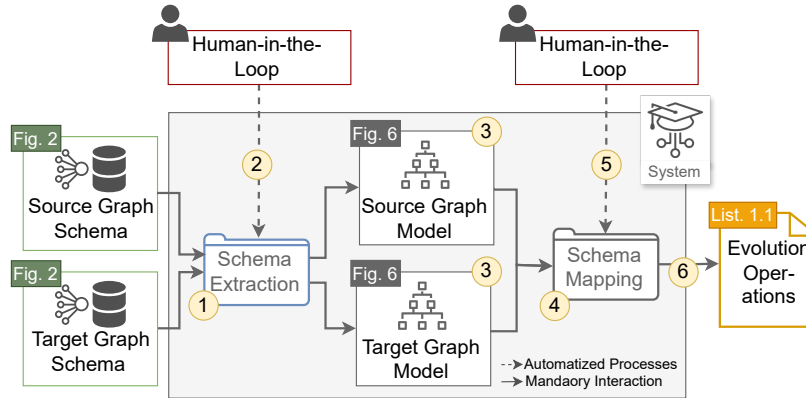 Human-in-the-
Loop
Human-in-the-
Loop
Fig. 2
Source Graph
Schema
Fig. 2
Target Graph
Schema
1
2
Schema
Extraction
Fig. 6
3
Source Graph
Model
Fig. 6
3
Target Graph
Model
4
5
Schema
Mapping
System
6
List. 1.1
Evolution
Oper-
ations
Automatized Processes
Mandaory Interaction